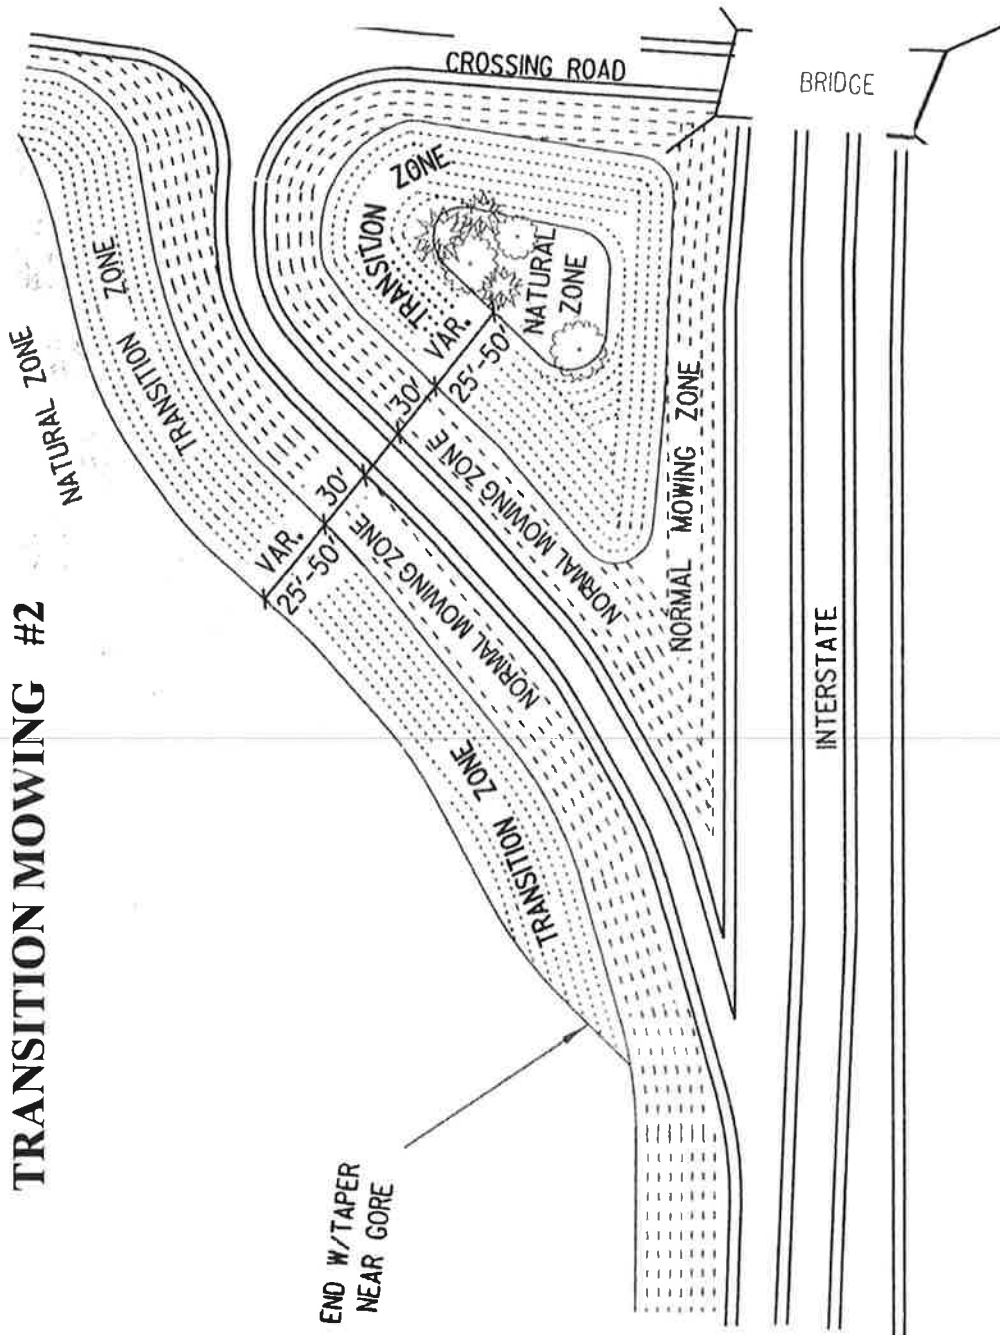 TRANSITION MOWING #2
NATURAL ZONE
TRANSITION ZONE
VAR.
25'-50'
30'
NORMAL MOWING ZONE
TRANSITION ZONE
END W/TAPER
NEAR GORE
CROSSING ROAD
BRIDGE
TRANSITION ZONE
NATURAL
ZONE
VAR.
25'-50'
30'
NORMAL MOWING ZONE
NORMAL MOWING ZONE
INTERSTATE